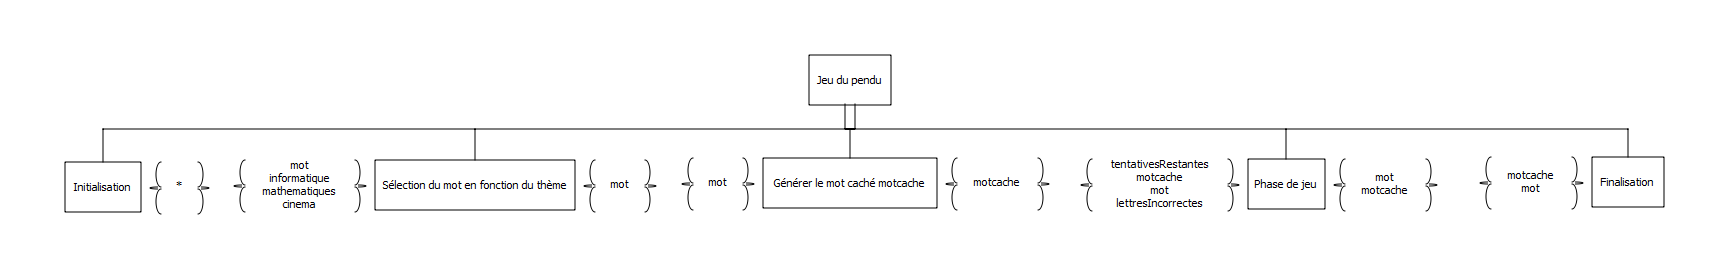 Jeu du pendu
Initialisation
*
mot
informatique
mathematiques
cinema
Sélection du mot en fonction du thème
mot
mot
Générer le mot caché motcache
motcache
tentativesRestantes
motcache
mot
lettresIncorrectes
Phase de jeu
mot
motcache
motcache
mot
Finalisation